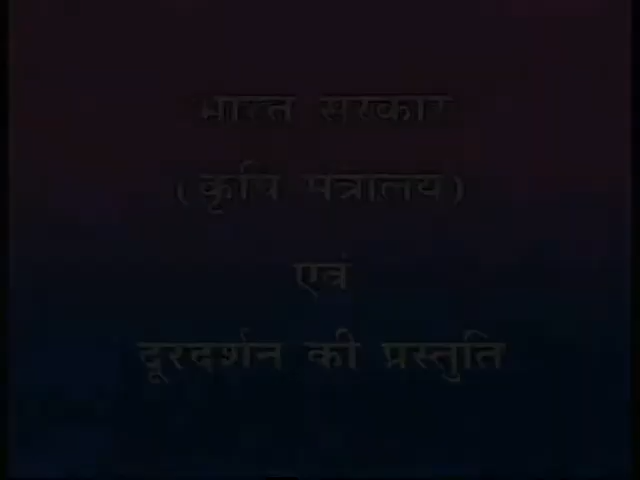 भारत सरकार
(कृषि मंत्रालय)
एवं
दूरदर्शन की प्रस्तुति